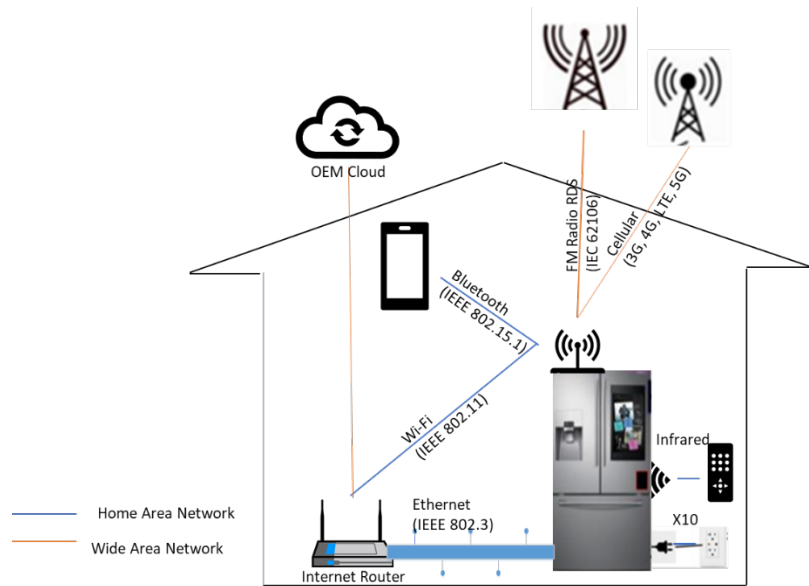 OEM Cloud
FM Radio RDS
(IEC 62106)
Cellular
(3G, 4G, LTE, 5G)
Bluetooth
(IEEE 802.15.1)
Wi-Fi
(IEEE 802.11)
Infrared
Ethernet
(IEEE 802.3)
X10
Home Area Network
Wide Area Network
Internet Router